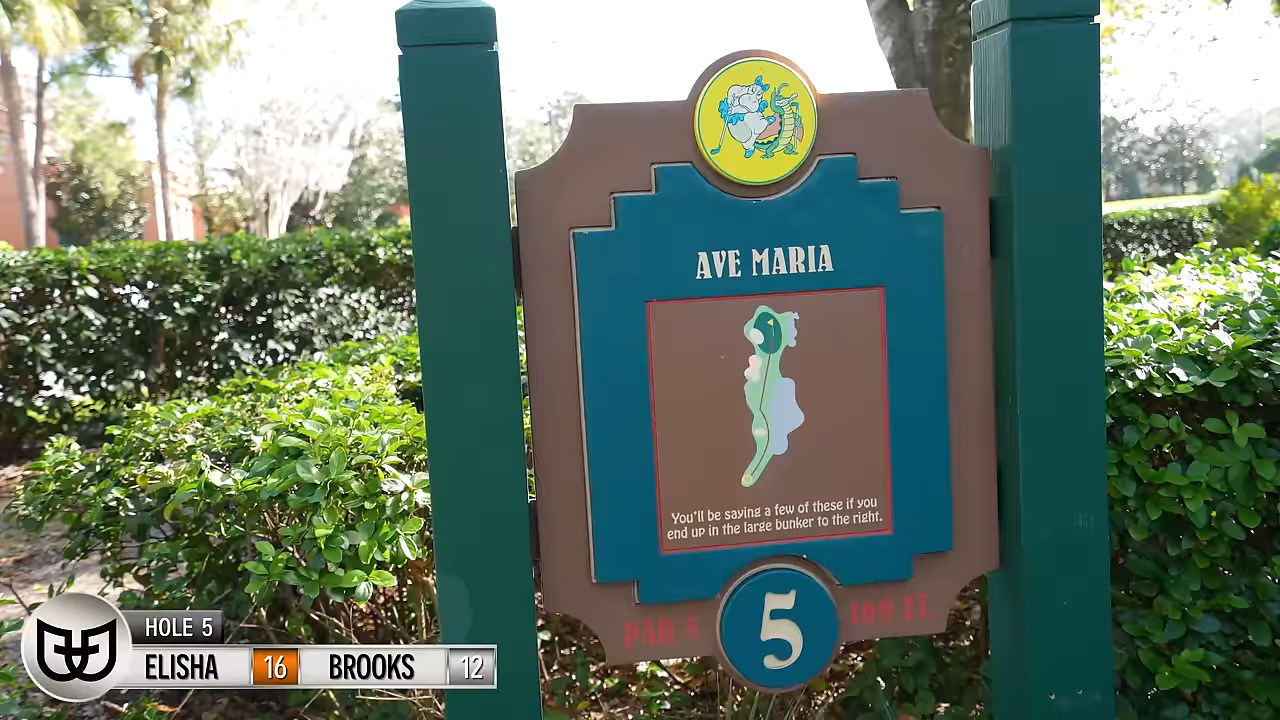 AVE MARIA
You'll be saying a few of these if you
end up in the large bunker to the right.
PAR 5
5
109 FT.
HOLE 5
ELISHA 16 BROOKS 12